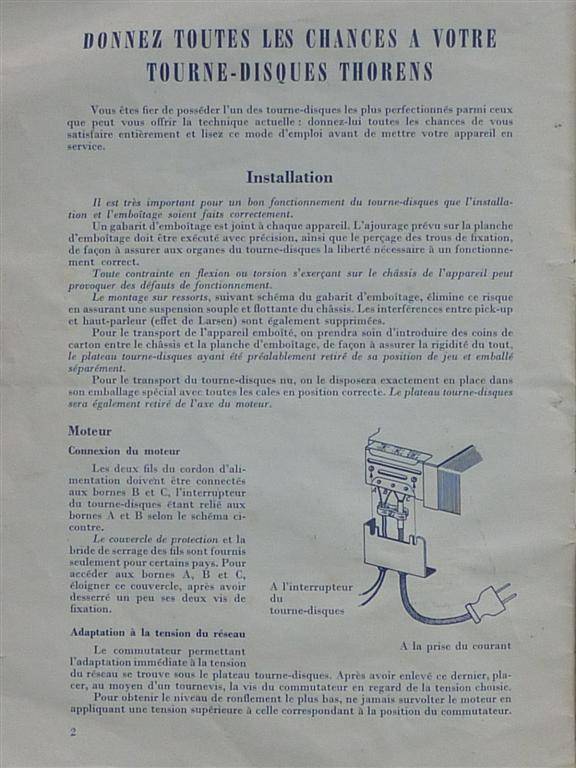 DONNEZ TOUTES LES CHANCES A VOTRE
TOURNE-DISQUES THORENS
Vous êtes fier de posséder l'un des tourne-disques les plus perfectionnés parmi ceux
que peut vous offrir la technique actuelle : donnez-lui toutes les chances de vous
satisfaire entièrement et lisez ce mode d'emploi avant de mettre votre appareil en
service.
Installation
Il est très important pour un bon fonctionnement du tourne-disques que l'installa-
tion et l'emboîtage soient faits correctement.
Un gabarit d'emboîtage est joint à chaque appareil. L'ajourage prévu sur la planche
d'emboîtage doit être exécuté avec précision, ainsi que le perçage des trous de fixation,
de façon à assurer aux organes du tourne-disques la liberté nécessaire à un fonctionne-
ment correct.
Toute contrainte en flexion ou torsion s'exerçant sur le châssis de l'appareil peut
provoquer des défauts de fonctionnement.
Le montage sur ressorts, suivant schéma du gabarit d'emboîtage, élimine ce risque
en assurant une suspension souple et flottante du châssis. Les interférences entre pick-up
et haut-parleur (effet de Larsen) sont également supprimées.
Pour le transport de l'appareil emboîté, on prendra soin d'introduire des coins de
carton entre le châssis et la planche d'emboîtage, de façon à assurer la rigidité du tout,
le plateau tourne-disques ayant été préalablement retiré de sa position de jeu et emballé
séparément.
Pour le transport du tourne-disques nu, on le disposera exactement en place dans
son emballage spécial avec toutes les cales en position correcte. Le plateau tourne-disques
sera également retiré de l'axe du moteur.
Moteur
Connexion du moteur
Les deux fils du cordon d'ali-
mentation doivent être connectés
aux bornes B et C, l'interrupteur
du tourne-disques étant relié aux
bornes A et B selon le schéma ci-
contre.
Le couvercle de protection et la
bride de serrage des fils sont fournis
seulement pour certains pays. Pour
accéder aux bornes A, B et C,
éloigner ce couvercle, après avoir
desserré un peu ses deux vis de
fixation.
A B C
A l'interrupteur
du
tourne-disques
A la prise du courant
Adaptation à la tension du réseau
Le commutateur permettant
l'adaptation immédiate à la tension
du réseau se trouve sous le plateau tourne-disques. Après avoir enlevé ce dernier, pla-
cer, au moyen d'un tournevis, la vis du commutateur en regard de la tension choisie.
Pour obtenir le niveau de ronflement le plus bas, ne jamais survolter le moteur en
appliquant une tension supérieure à celle correspondant à la position du commutateur.
2